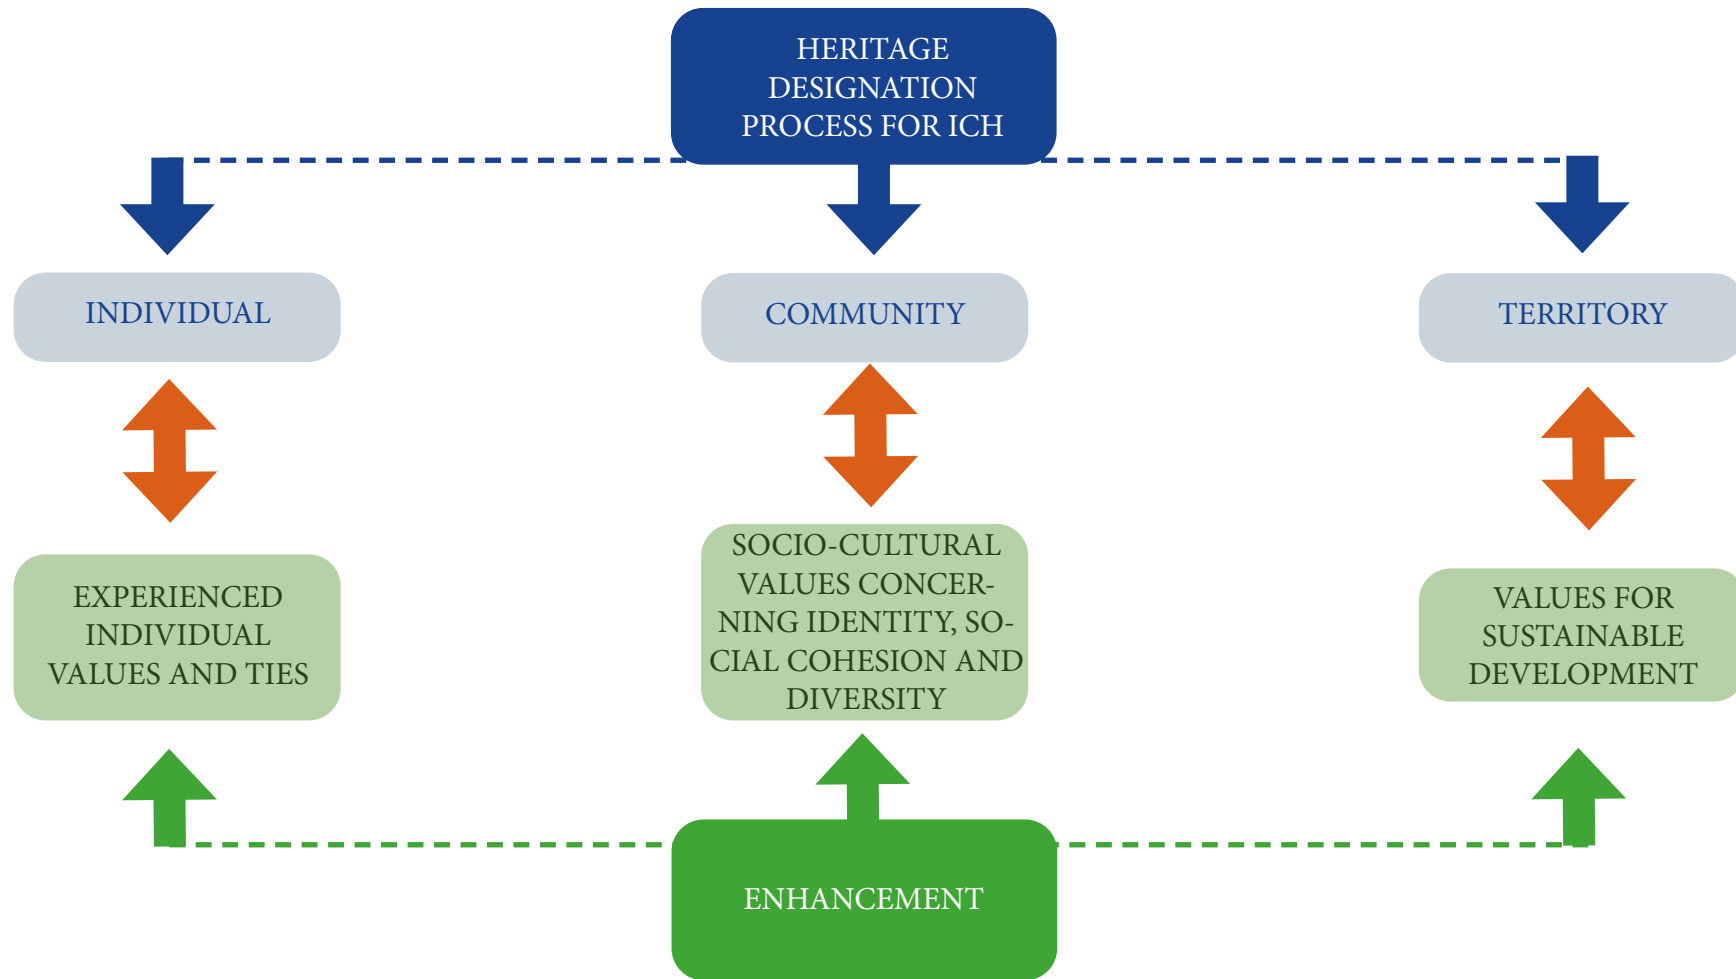 HERITAGE
DESIGNATION
PROCESS FOR ICH
INDIVIDUAL
COMMUNITY
TERRITORY
EXPERIENCED
INDIVIDUAL
VALUES AND TIES
SOCIO-CULTURAL
VALUES CONCER-
NING IDENTITY, SO-
CIAL COHESION AND
DIVERSITY
VALUES FOR
SUSTAINABLE
DEVELOPMENT
ENHANCEMENT